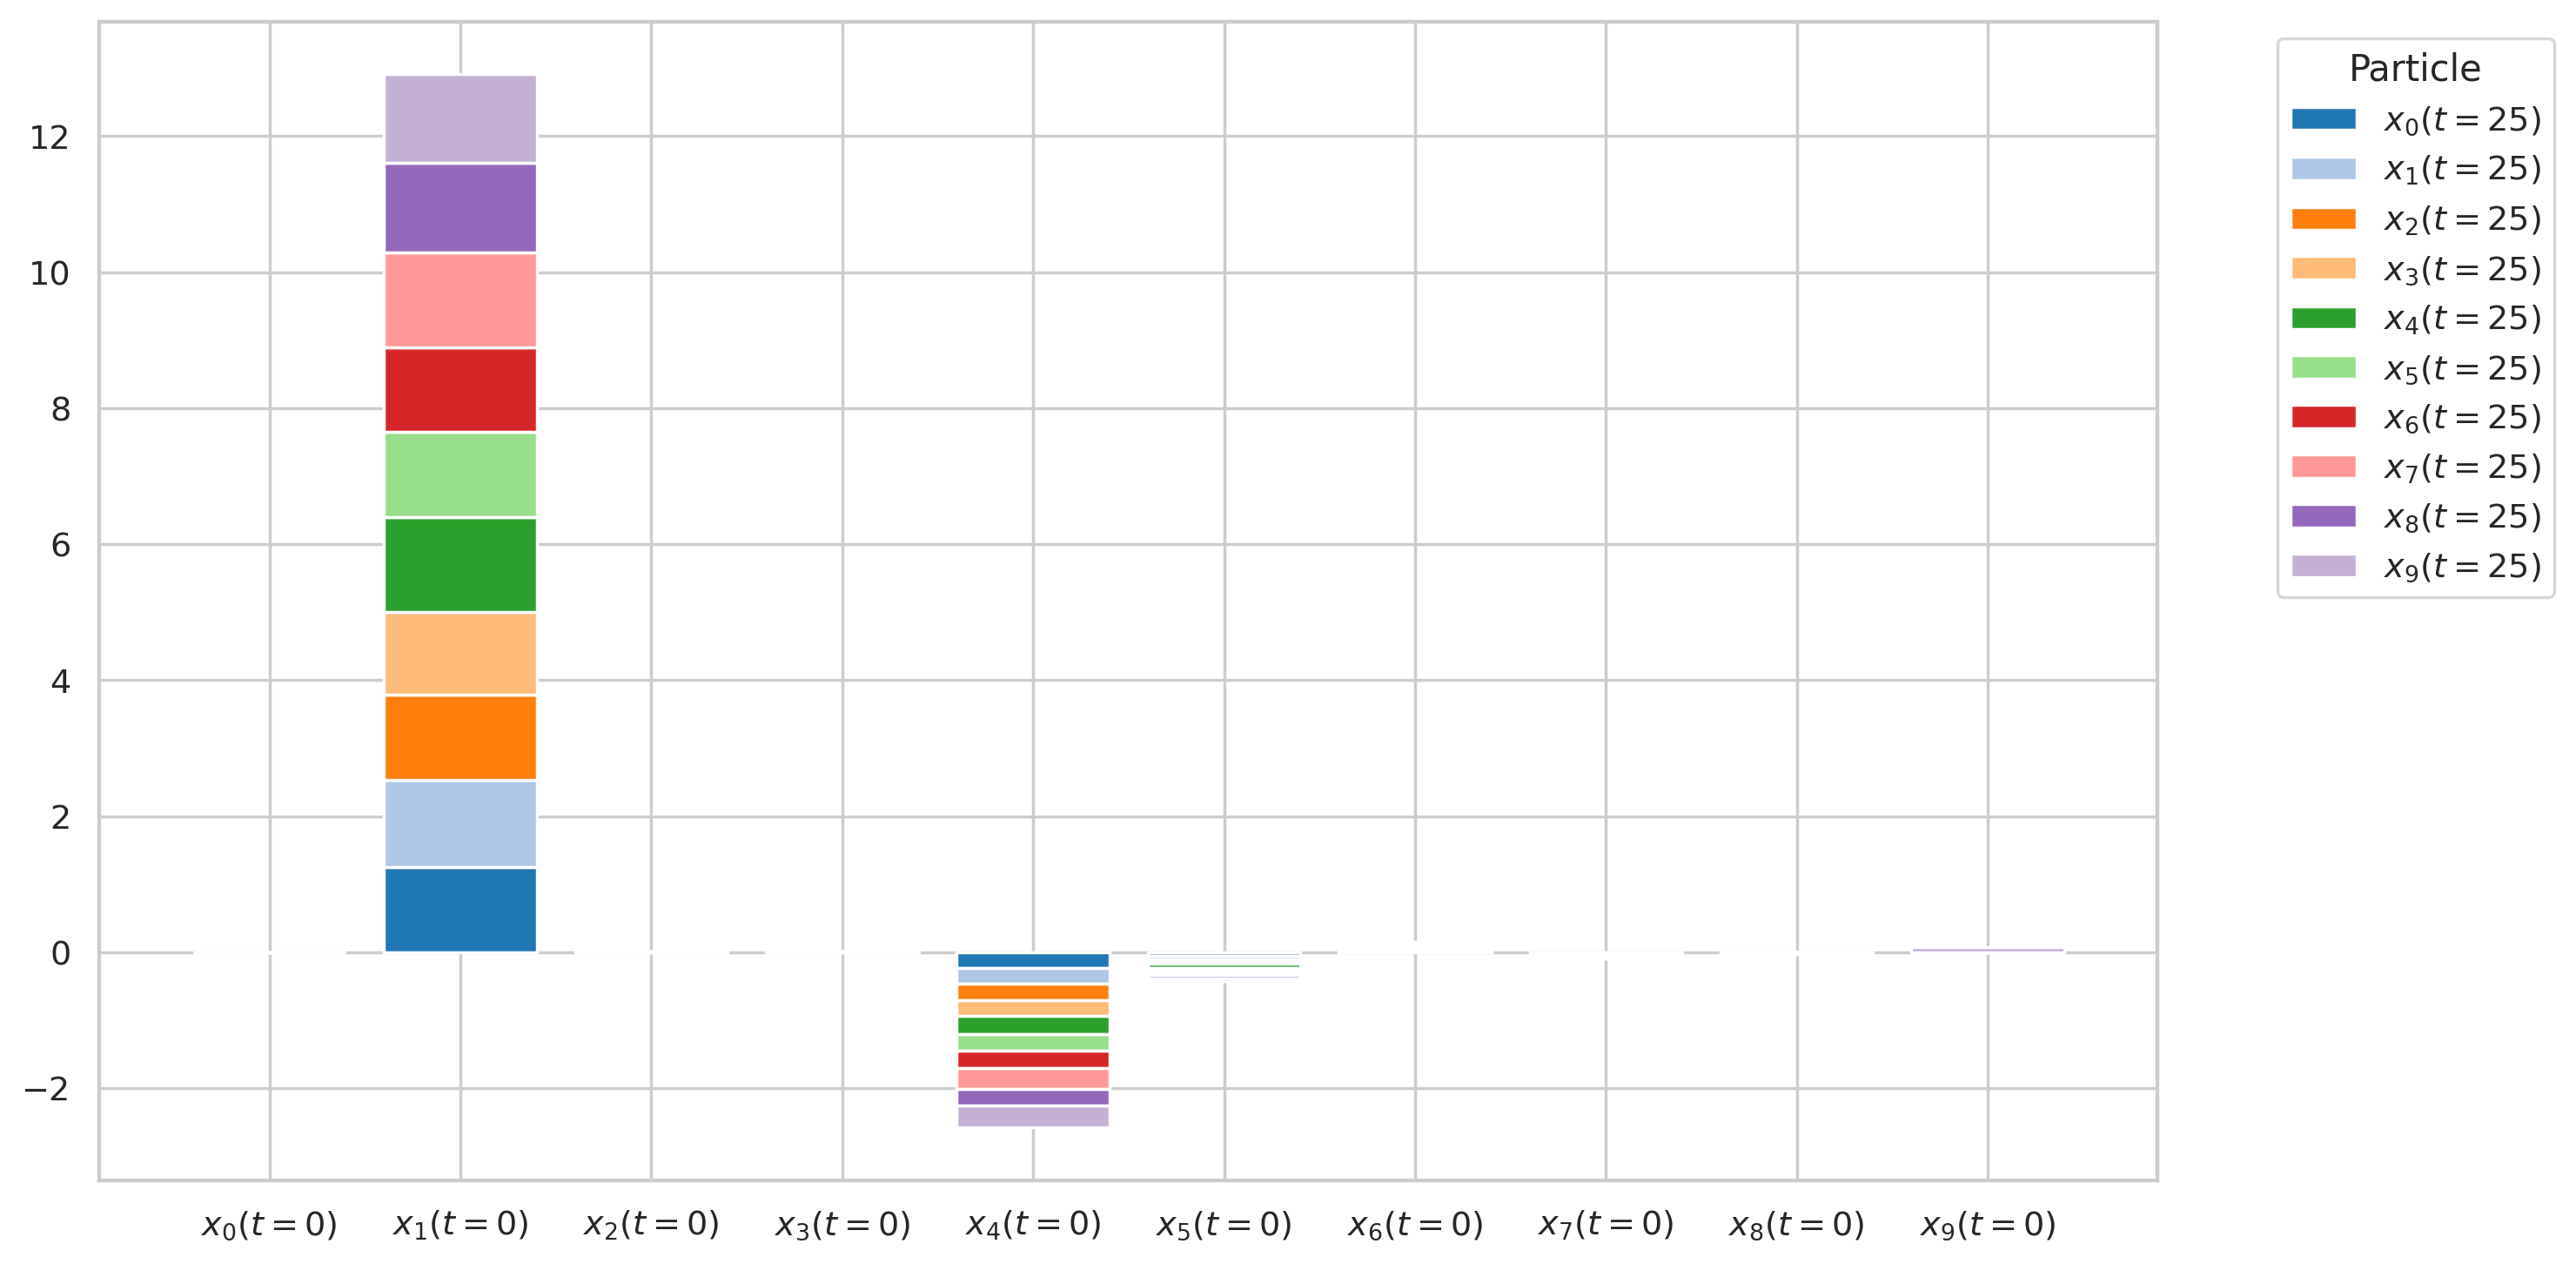 12
10
8
6
4
2
0
−2
x₀(t = 0) x₁(t = 0) x₂(t = 0) x₃(t = 0) x₄(t = 0) x₅(t = 0) x₆(t = 0) x₇(t = 0) x₈(t = 0) x₉(t = 0)
Particle
x₀(t = 25)
x₁(t = 25)
x₂(t = 25)
x₃(t = 25)
x₄(t = 25)
x₅(t = 25)
x₆(t = 25)
x₇(t = 25)
x₈(t = 25)
x₉(t = 25)